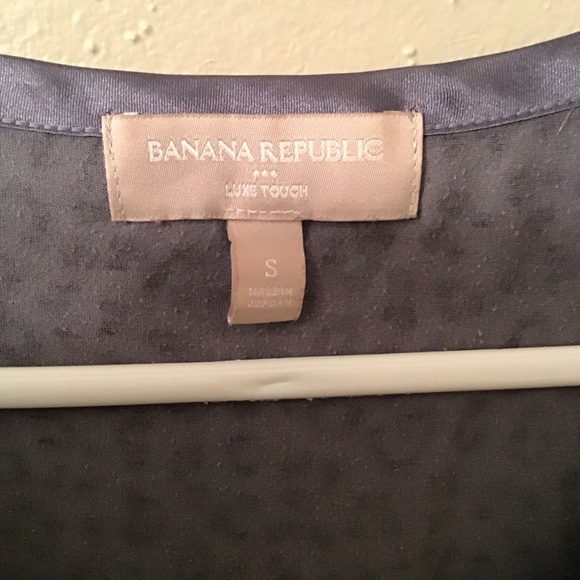 BANANA REPUBLIC
LUXE TOUCH
S
MADE IN
JORDAN